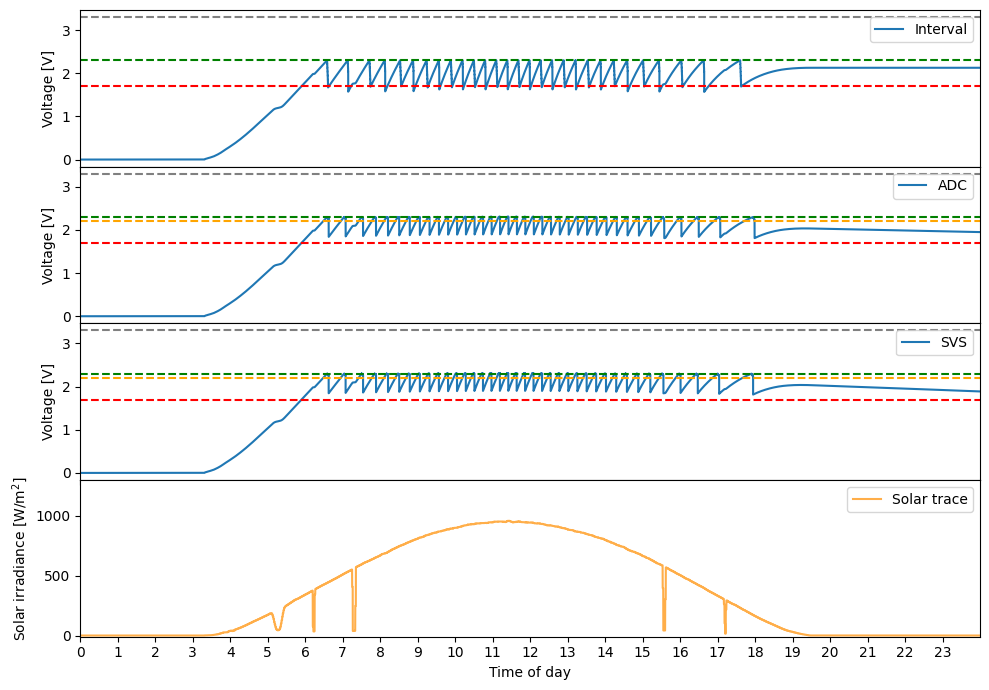 Voltage [V]
3
2
1
0
Interval
Voltage [V]
3
2
1
0
ADC
Voltage [V]
3
2
1
0
SVS
Solar irradiance [W/m²]
1000
500
0
Solar trace
0 1 2 3 4 5 6 7 8 9 10 11 12 13 14 15 16 17 18 19 20 21 22 23
Time of day